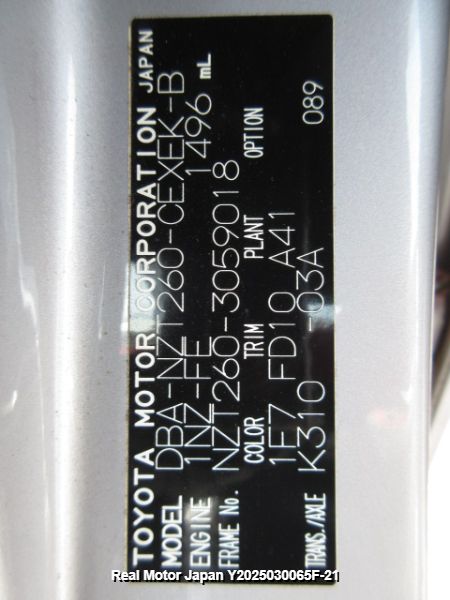 TOYOTA MOTOR CORPORATION JAPAN
MODEL DBA-NZT260-CEXEK-B
ENGINE 1NZ-FE 1496 mL
FRAME No. NZT260-3059018
COLOR TRIM PLANT OPTION
1F7 FD10 A41 089
TRANS./AXLE K310 -03A
Real Motor Japan Y2025030065F-21